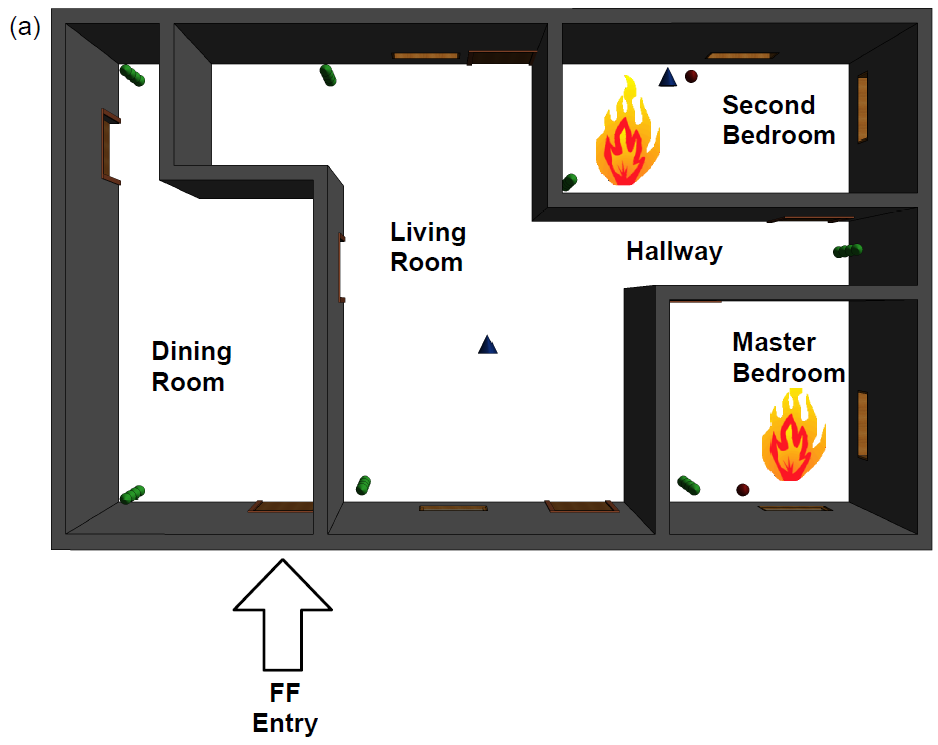 (a)
Second
Bedroom
Living
Room
Hallway
Dining
Room
Master
Bedroom
FF
Entry